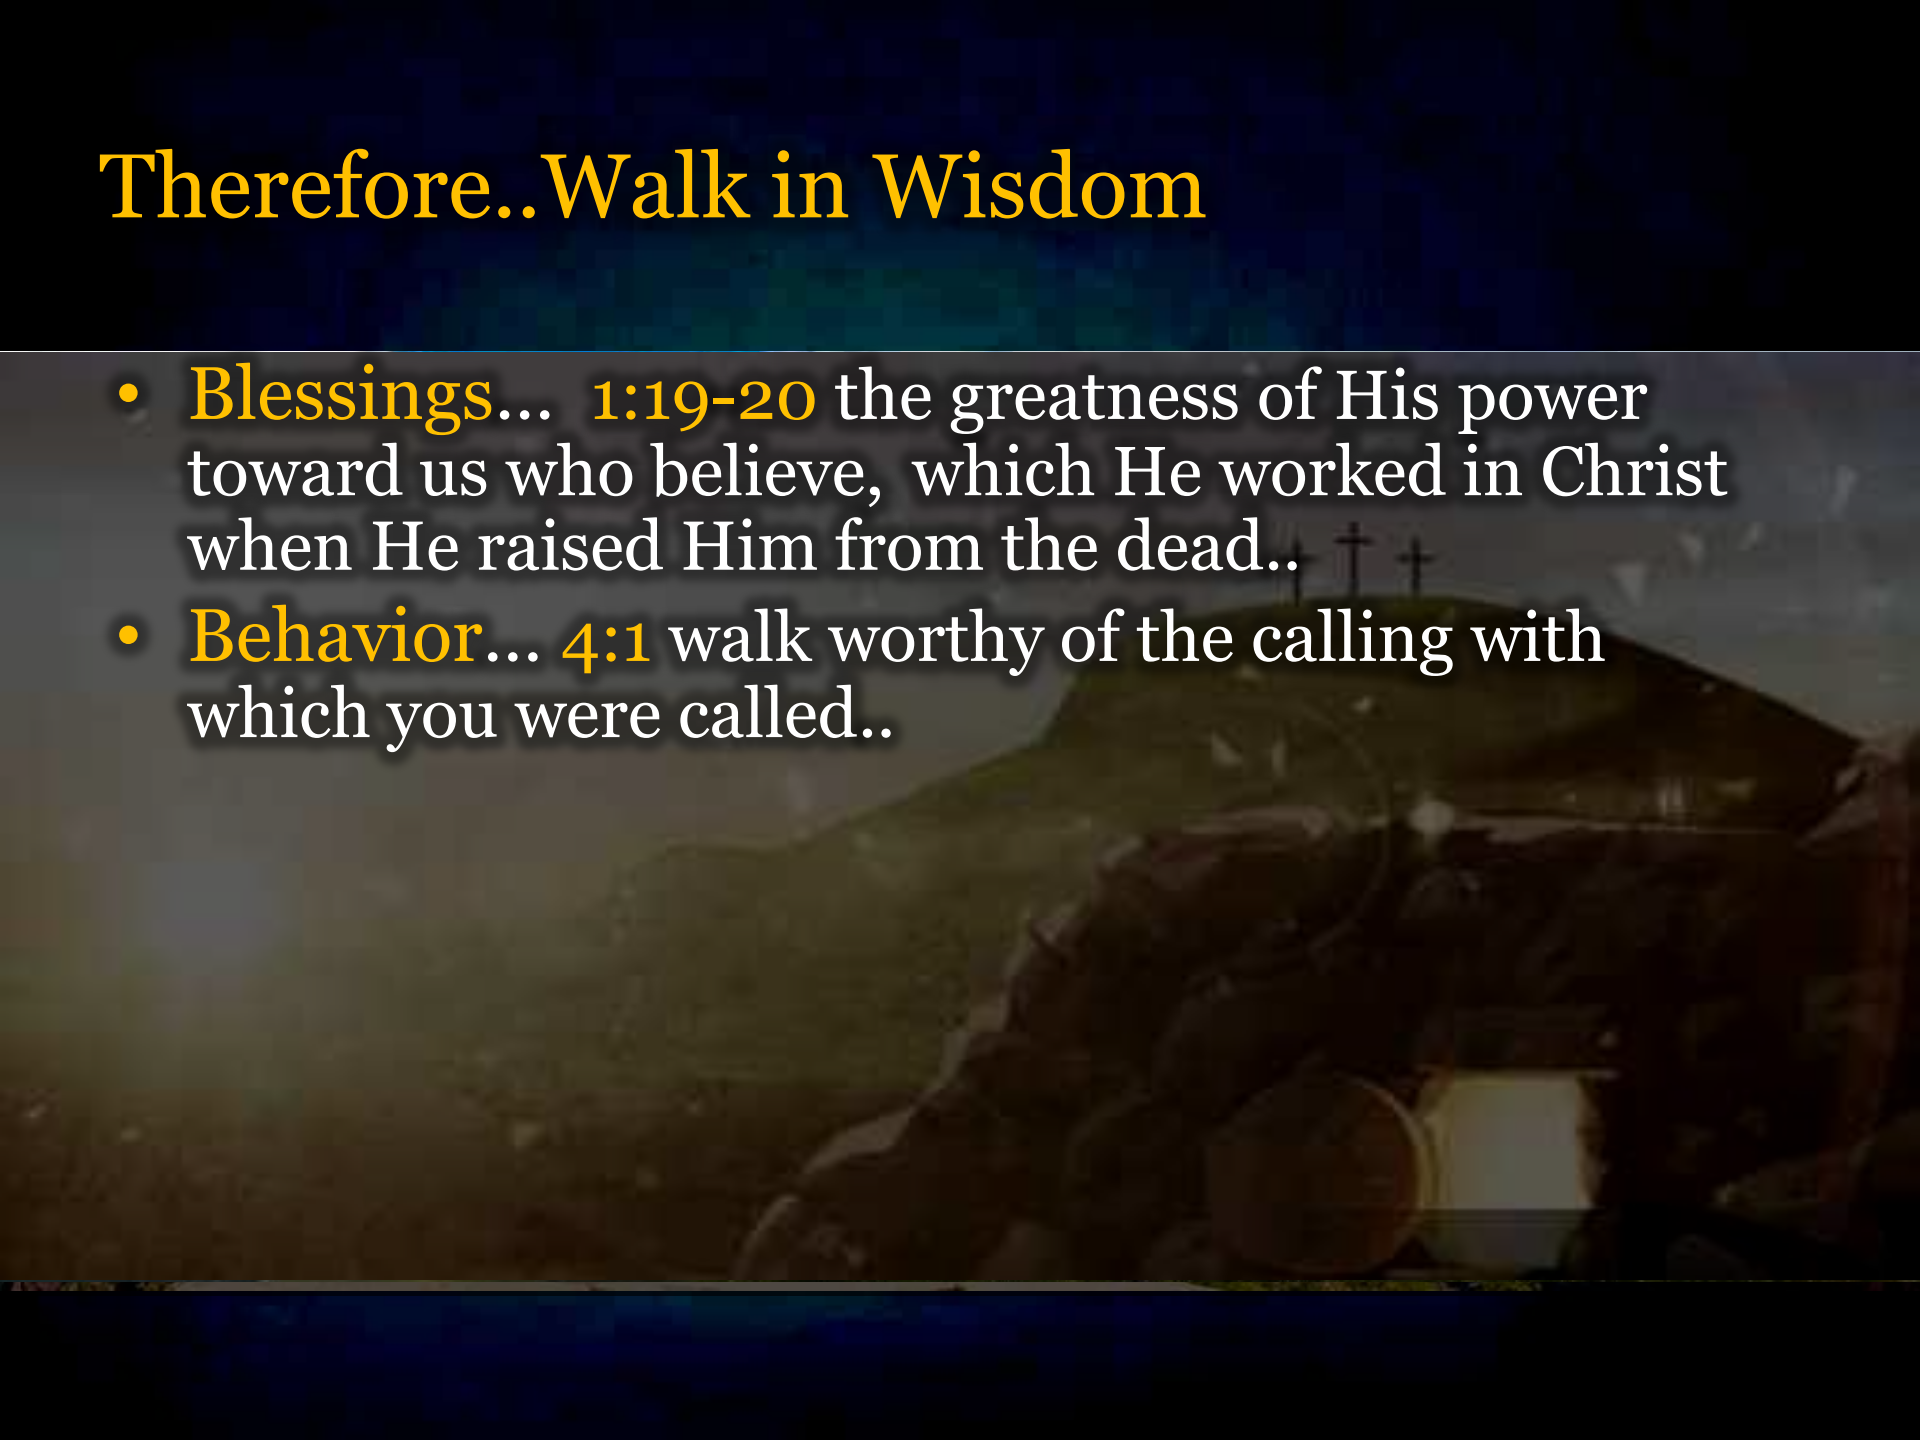 Therefore..Walk in Wisdom
• Blessings... 1:19-20 the greatness of His power
toward us who believe, which He worked in Christ
when He raised Him from the dead..
• Behavior... 4:1 walk worthy of the calling with
which you were called..